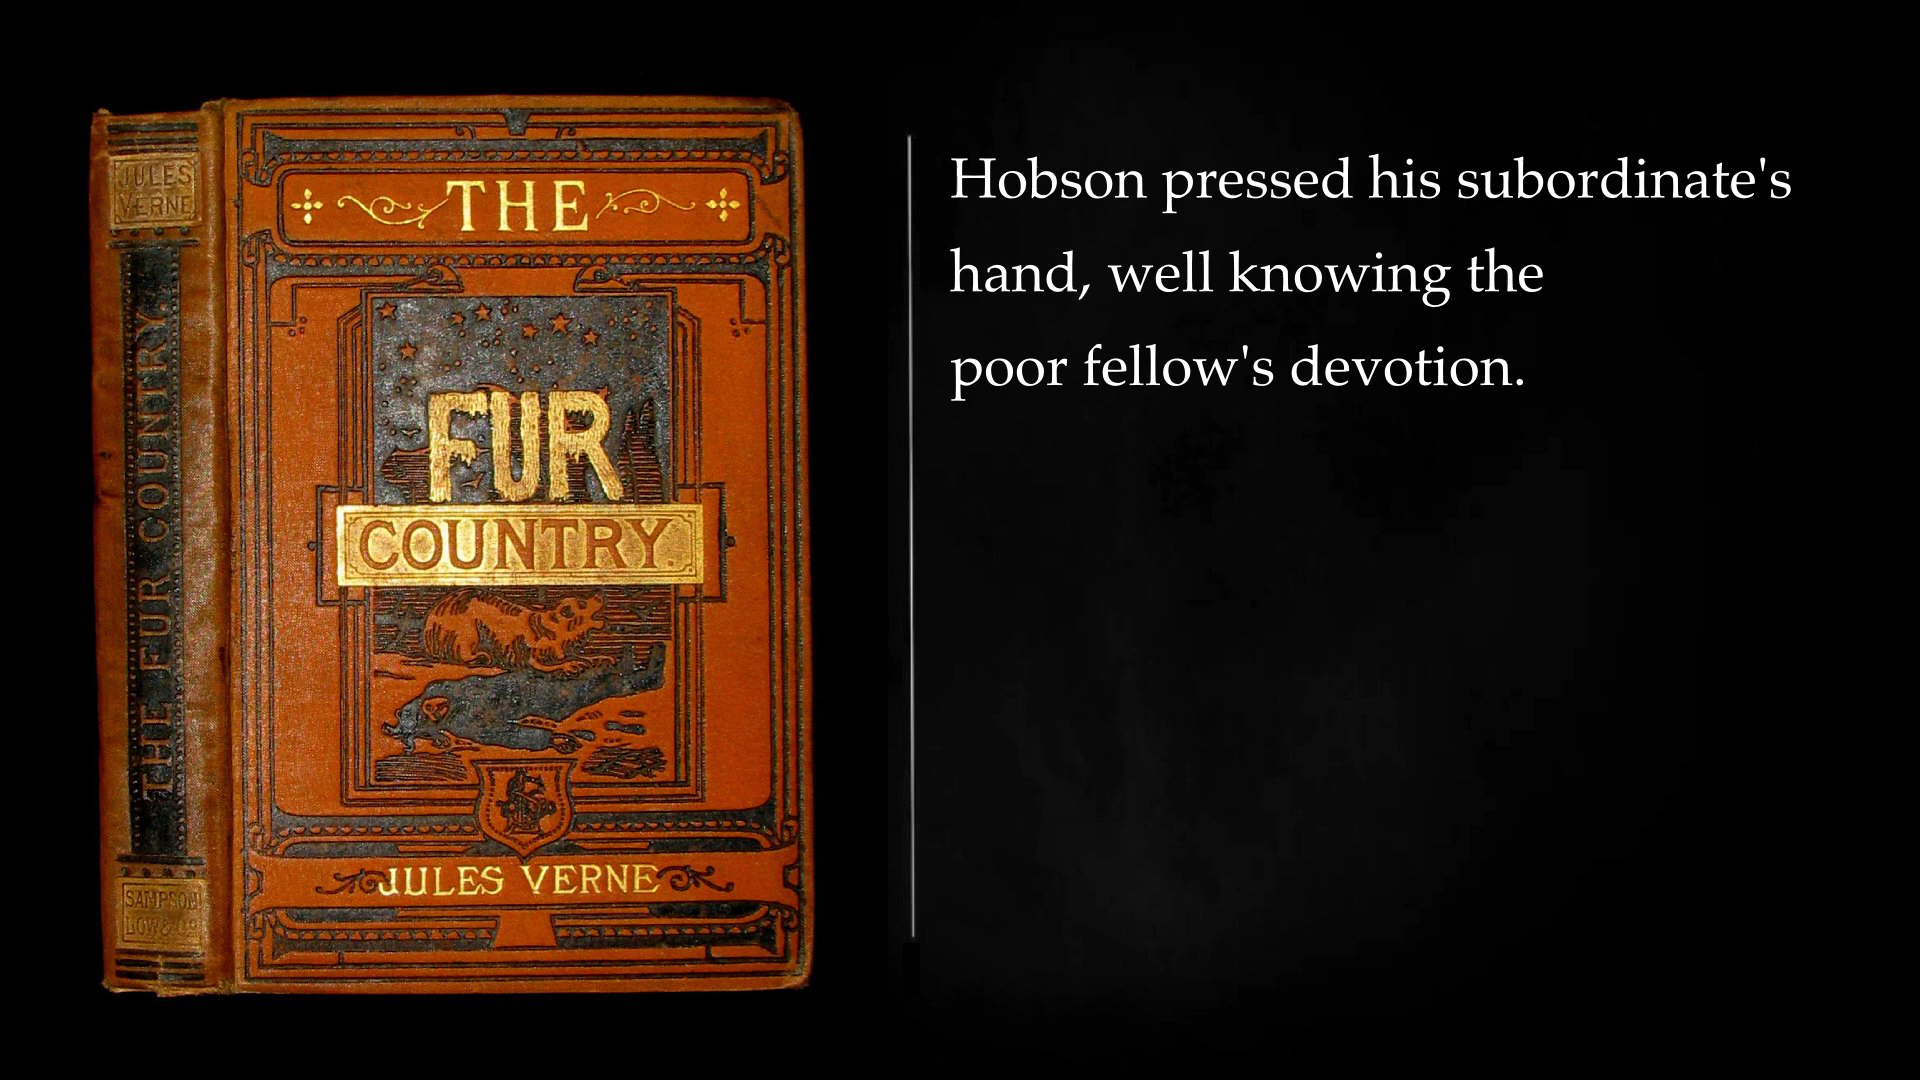 JULES
VERNE
THE FUR COUNTRY.
SAMPSON
LOW & Co
THE
FUR
COUNTRY.
JULES VERNE
Hobson pressed his subordinate's
hand, well knowing the
poor fellow's devotion.